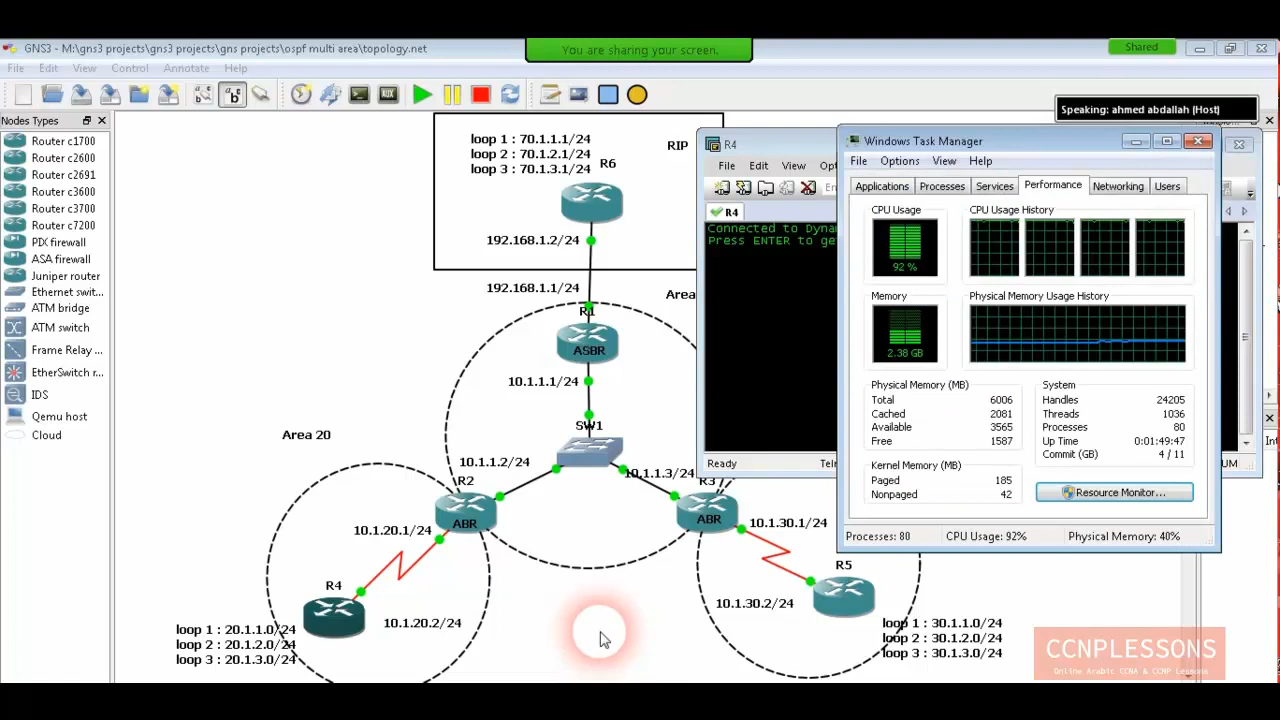 GNS3 - M:\gns3 projects\gns3 projects\gns projects\ospf multi area\topology.net
You are sharing your screen.
Shared
File Edit View Control Annotate Help
Speaking: ahmed abdallah (Host)
Nodes Types
Router c1700
Router c2600
Router c2691
Router c3600
Router c3700
Router c7200
PIX firewall
ASA firewall
Juniper router
Ethernet swit...
ATM bridge
ATM switch
Frame Relay ...
EtherSwitch r...
IDS
Qemu host
Cloud
loop 1 : 70.1.1.1/24
loop 2 : 70.1.2.1/24
loop 3 : 70.1.3.1/24
RIP
R6
192.168.1.2/24
192.168.1.1/24
Area
R1
ASBR
10.1.1.1/24
SW1
Area 20
10.1.1.2/24
10.1.1.3/24
R2
ABR
R3
ABR
10.1.20.1/24
10.1.30.1/24
R4
R5
10.1.20.2/24
10.1.30.2/24
loop 1 : 20.1.1.0/24
loop 2 : 20.1.2.0/24
loop 3 : 20.1.3.0/24
loop 1 : 30.1.1.0/24
loop 2 : 30.1.2.0/24
loop 3 : 30.1.3.0/24
R4
File Edit View
R4
Connected to Dyna
Press ENTER to ge
Ready
Windows Task Manager
File Options View Help
Applications Processes Services Performance Networking Users
CPU Usage CPU Usage History
92 %
Memory Physical Memory Usage History
2.38 GB
Physical Memory (MB)
Total 6006
Cached 2081
Available 3565
Free 1587
Kernel Memory (MB)
Paged 185
Nonpaged 42
System
Handles 24205
Threads 1036
Processes 80
Up Time 0:01:49:47
Commit (GB) 4 / 11
Resource Monitor...
Processes: 80 CPU Usage: 92% Physical Memory: 40%
CCNPLESSONS
Online Arabic CCNA & CCNP Lessons